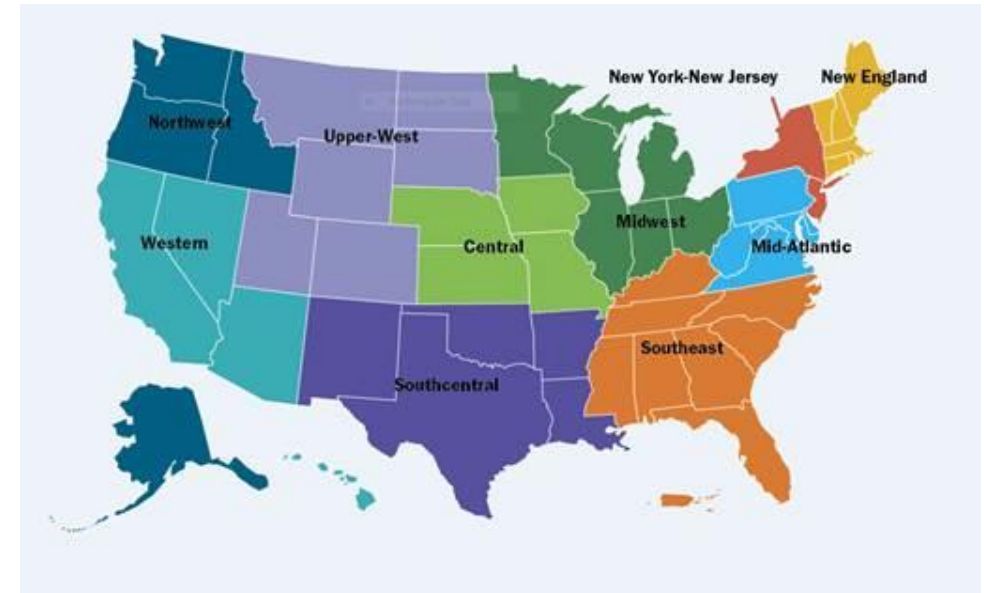 New York-New Jersey
New England
Northwest
Upper-West
Midwest
Western
Central
Mid-Atlantic
Southeast
Southcentral